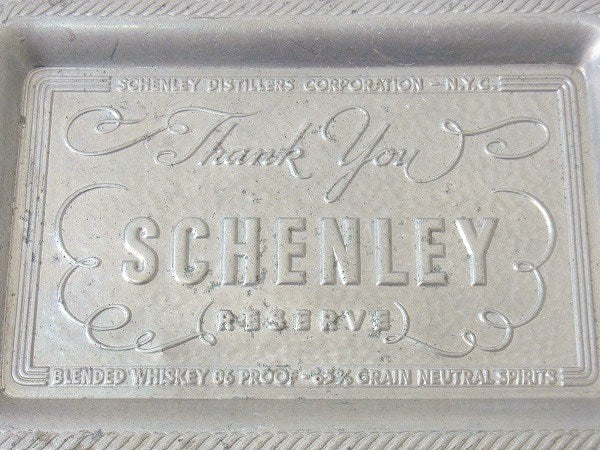 SCHENLEY DISTILLERS CORPORATION - N.Y.C.
Thank You
SCHENLEY
RESERVE
BLENDED WHISKEY 86 PROOF - 65% GRAIN NEUTRAL SPIRITS